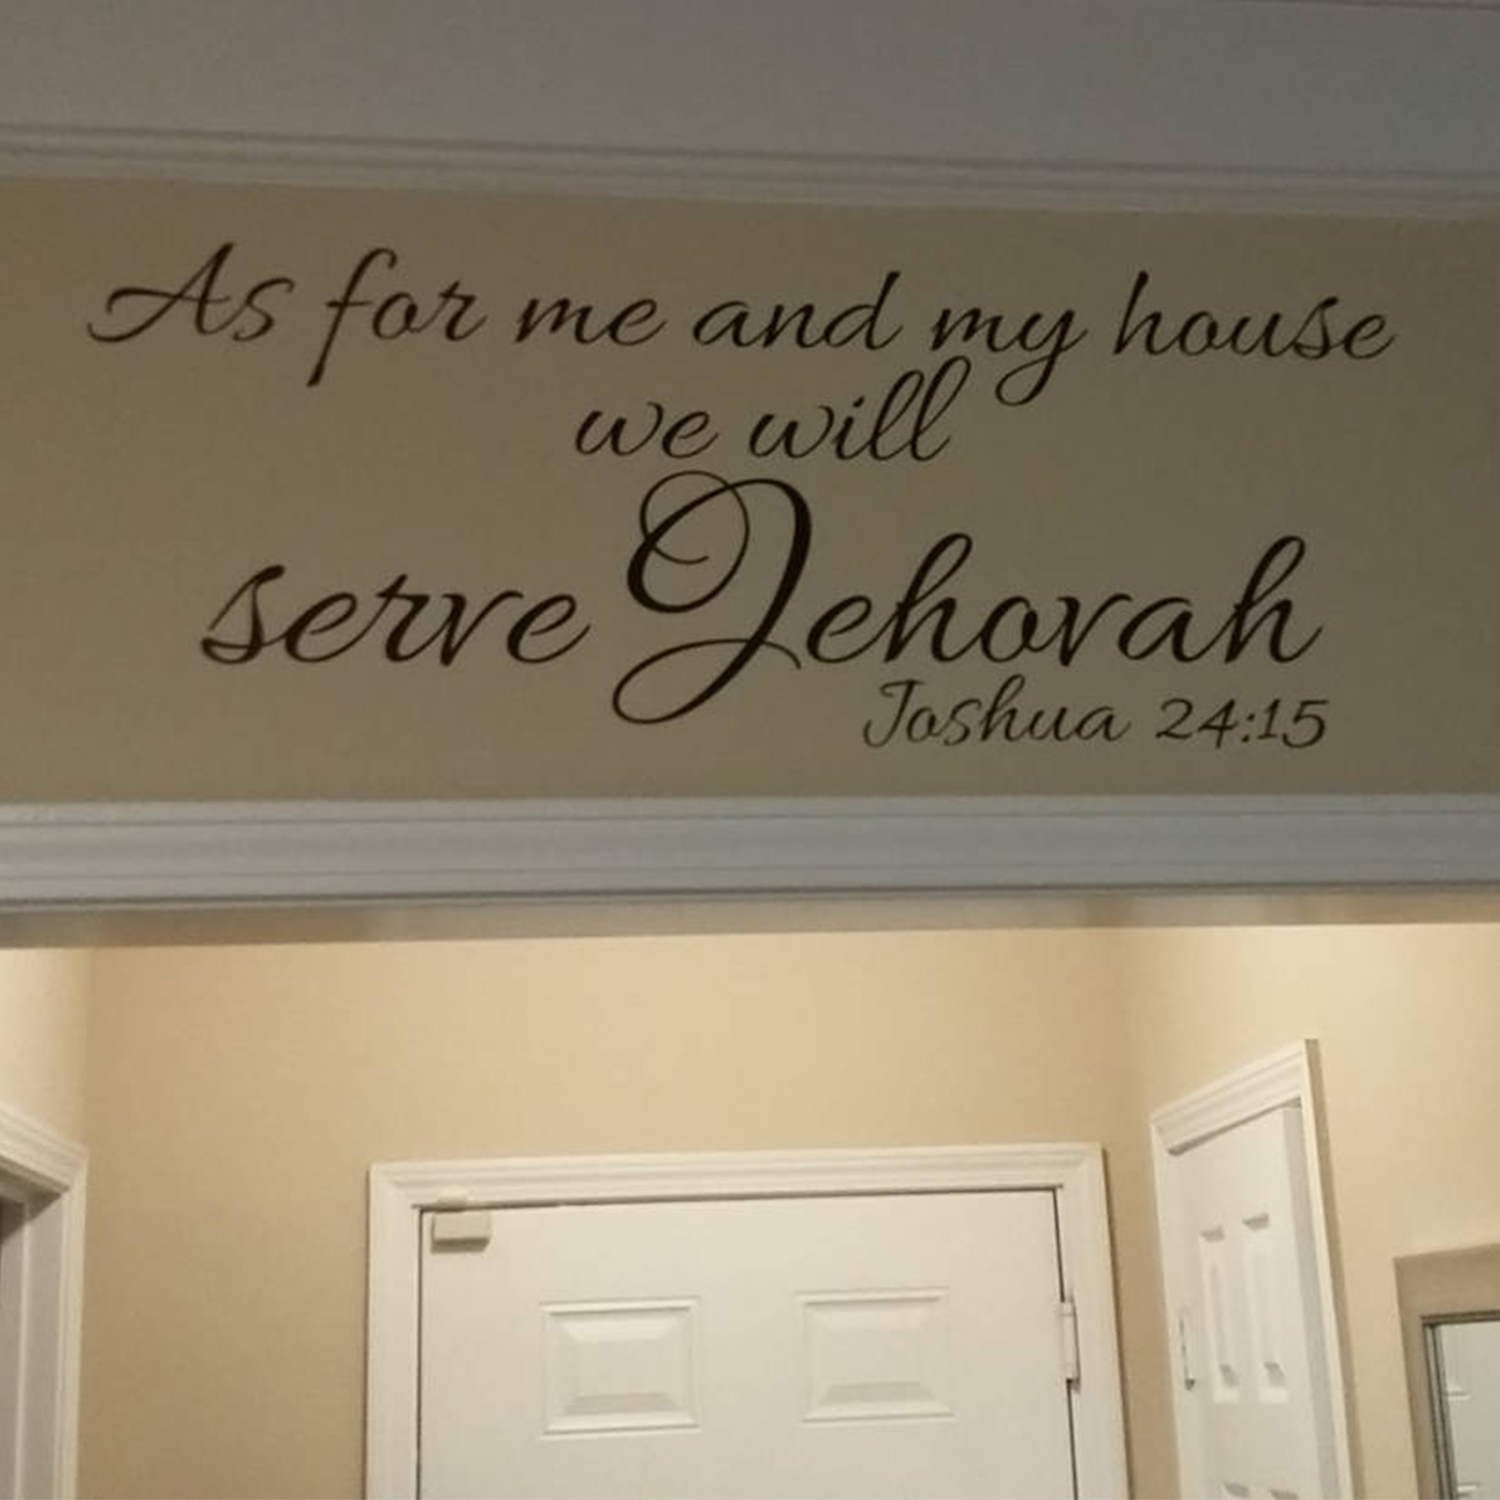 As for me and my house
we will
serve Jehovah
Joshua 24:15